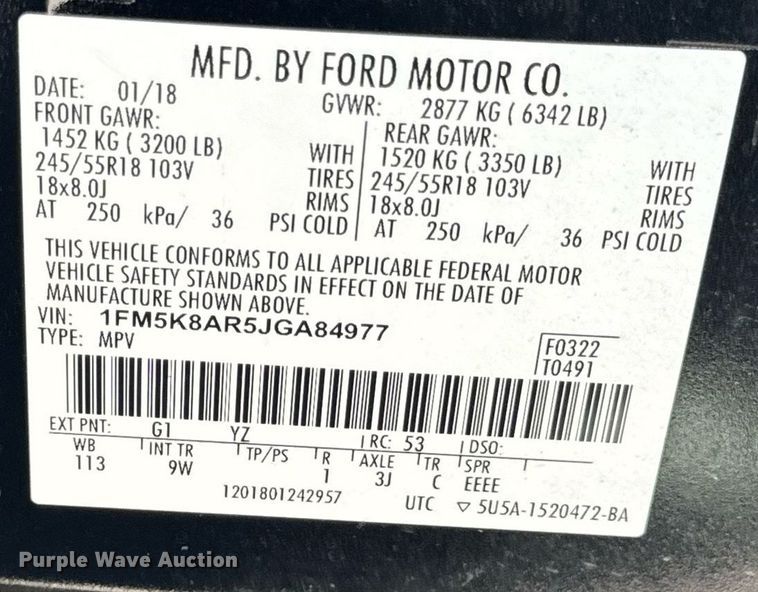 MFD. BY FORD MOTOR CO.
DATE: 01/18 GVWR: 2877 KG ( 6342 LB)
FRONT GAWR: REAR GAWR:
1452 KG ( 3200 LB) WITH 1520 KG ( 3350 LB) WITH
245/55R18 103V TIRES 245/55R18 103V TIRES
18x8.0J RIMS 18x8.0J RIMS
AT 250 kPa/ 36 PSI COLD AT 250 kPa/ 36 PSI COLD
THIS VEHICLE CONFORMS TO ALL APPLICABLE FEDERAL MOTOR
VEHICLE SAFETY STANDARDS IN EFFECT ON THE DATE OF
MANUFACTURE SHOWN ABOVE.
VIN: 1FM5K8AR5JGA84977
TYPE: MPV
F0322
T0491
EXT PNT: G1 YZ RC: 53 DSO:
WB INT TR TP/PS R AXLE TR SPR
113 9W 1 3J C EEEE
1201801242957 UTC ▽ 5U5A-1520472-BA
Purple Wave Auction